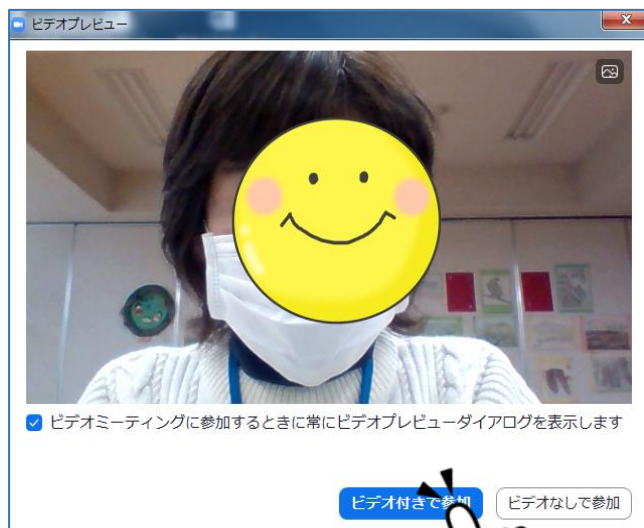 ビデオプレビュー
ビデオミーティングに参加するときに常にビデオプレビューダイアログを表示します
ビデオ付きで参加
ビデオなしで参加